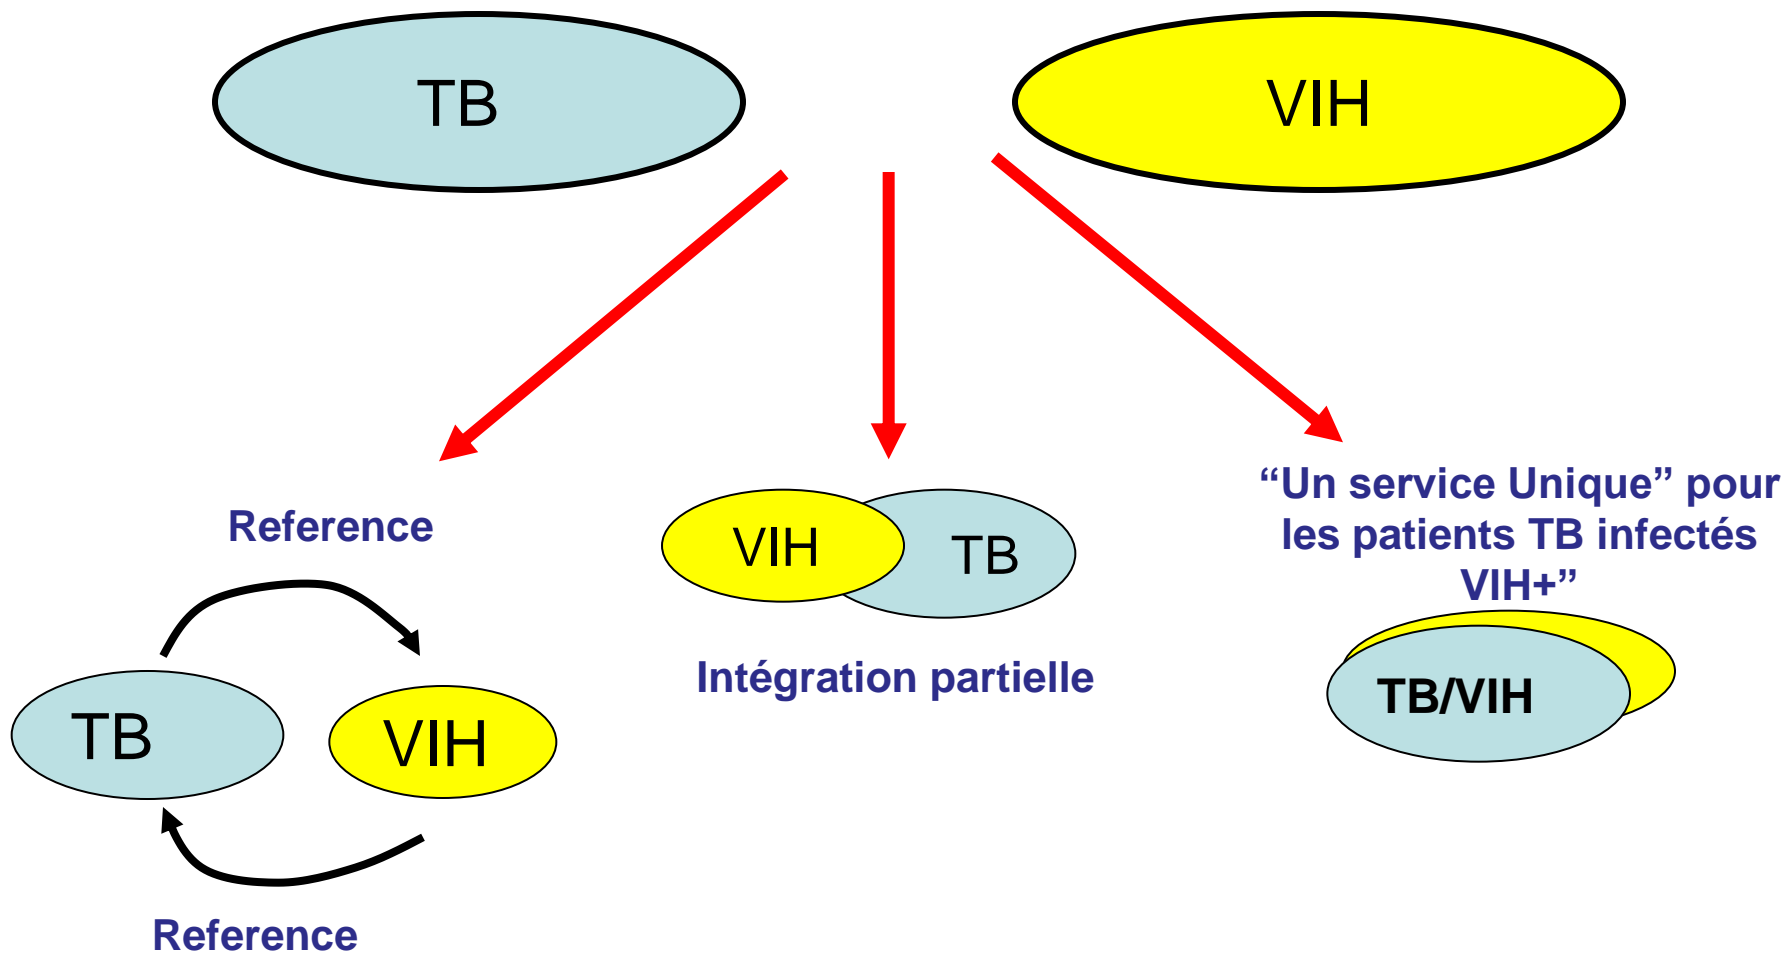 TB
VIH
Reference
TB
VIH
Reference
VIH
TB
Intégration partielle
“Un service Unique” pour
les patients TB infectés
VIH+”
TB/VIH